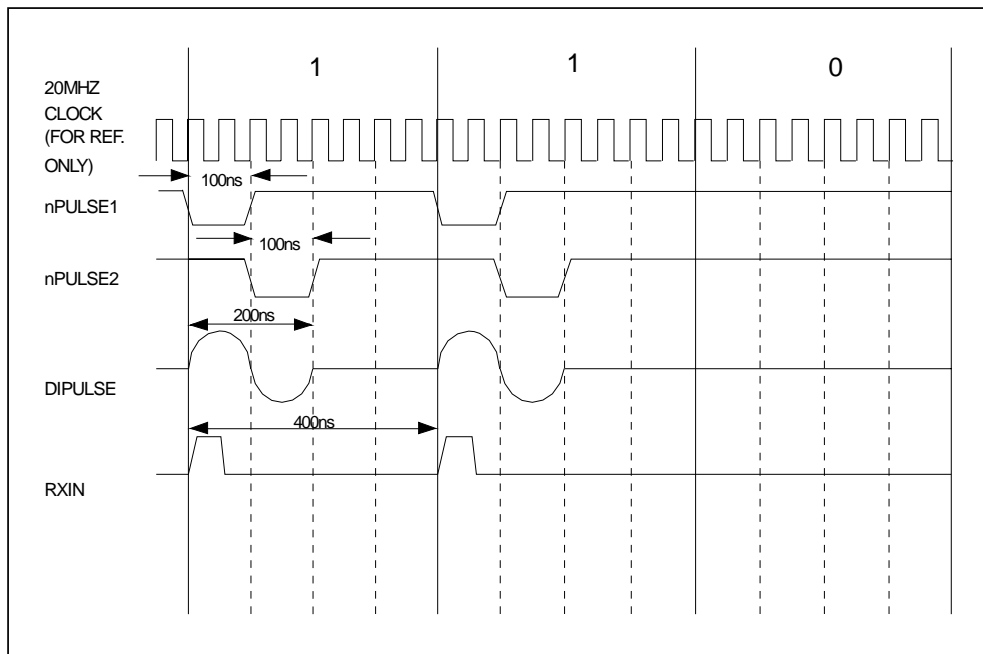 1 1 0
20MHZ
CLOCK
(FOR REF.
ONLY)
100ns
nPULSE1
100ns
nPULSE2
200ns
DIPULSE
400ns
RXIN